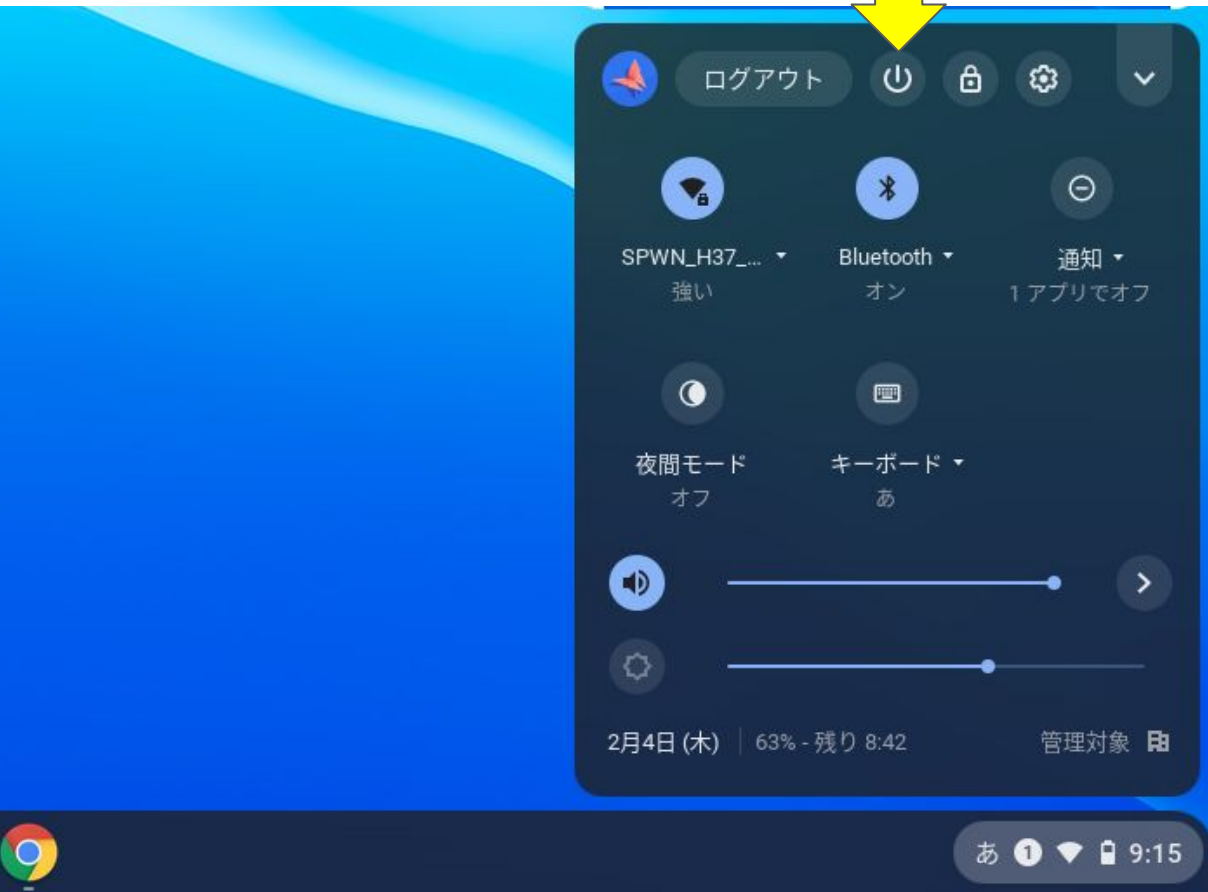 ログアウト
SPWN_H37_... Bluetooth 通知
強い オン 1 アプリでオフ
夜間モード キーボード
オフ あ
2月4日 (木) 63% - 残り 8:42 管理対象
あ 1 9:15